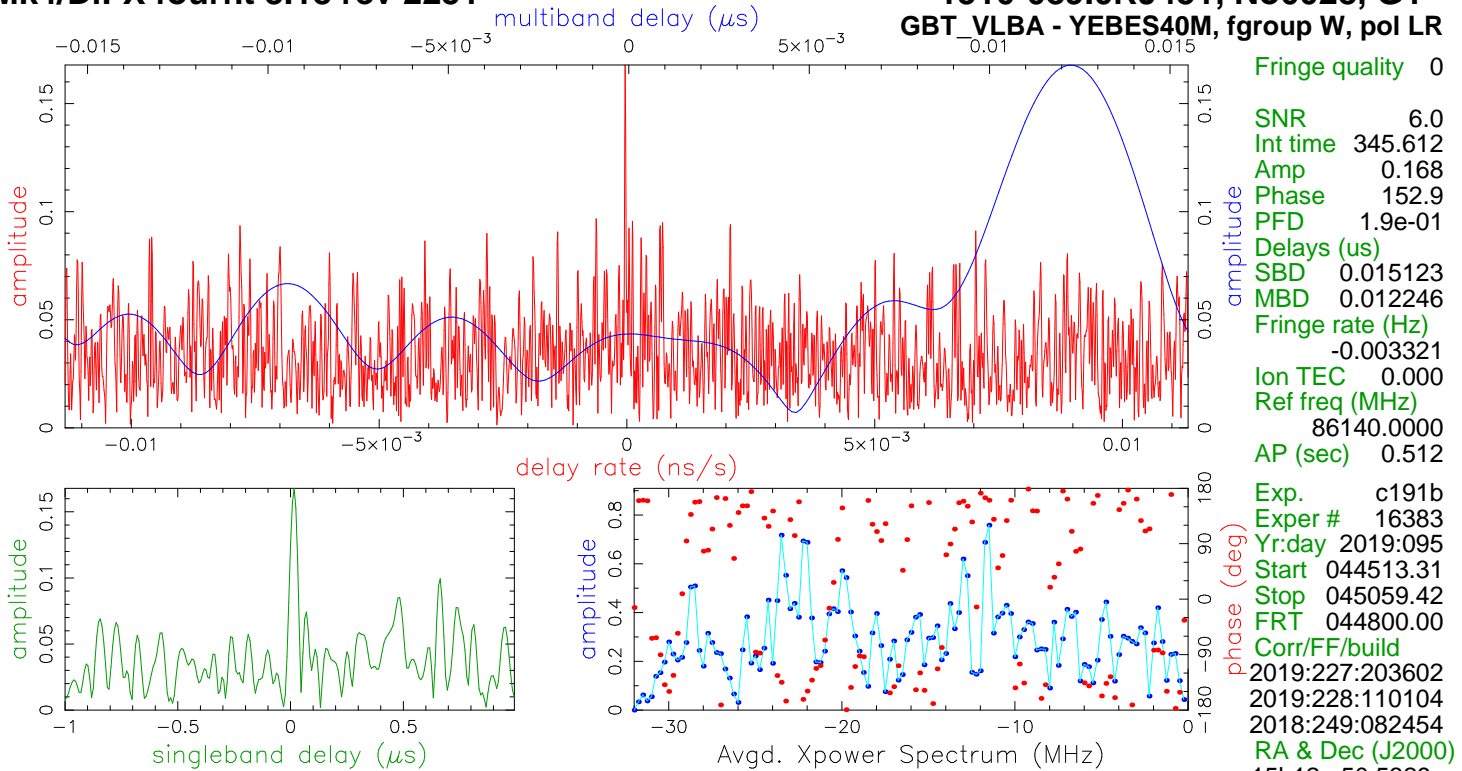 multiband delay (μs)
GBT_VLBA - YEBES40M, fgroup W, pol LR
−0.015 −0.01 −5×10⁻³ 0 5×10⁻³ 0.01 0.015
amplitude
0 0.05 0.1 0.15
amplitude
0 0.05 0.1 0.15
−0.01 −5×10⁻³ 0 5×10⁻³ 0.01
delay rate (ns/s)
Fringe quality 0
SNR 6.0
Int time 345.612
Amp 0.168
Phase 152.9
PFD 1.9e-01
Delays (us)
SBD 0.015123
MBD 0.012246
Fringe rate (Hz)
-0.003321
Ion TEC 0.000
Ref freq (MHz)
86140.0000
AP (sec) 0.512
Exp. c191b
Exper # 16383
Yr:day 2019:095
Start 044513.31
Stop 045059.42
FRT 044800.00
Corr/FF/build
2019:227:203602
2019:228:110104
2018:249:082454
RA & Dec (J2000)
amplitude
0 0.05 0.1 0.15
−1 −0.5 0 0.5
singleband delay (μs)
amplitude
0 0.2 0.4 0.6 0.8
−30 −20 −10 0
Avgd. Xpower Spectrum (MHz)
phase (deg)
−180 −90 0 90 180